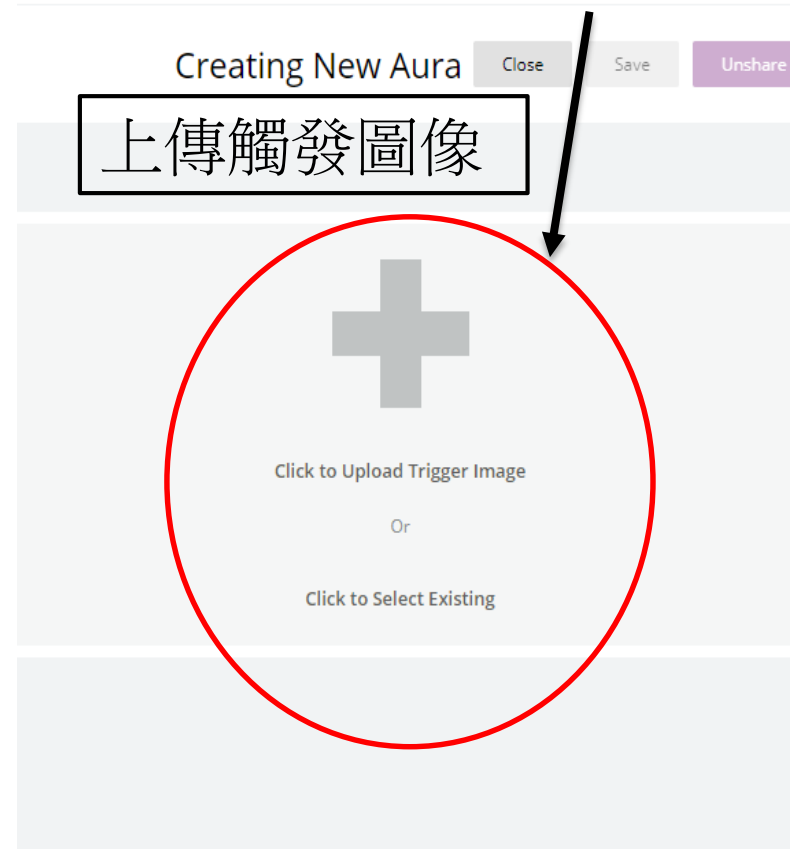 Creating New Aura Close Save Unshare
上傳觸發圖像
Click to Upload Trigger Image
Or
Click to Select Existing